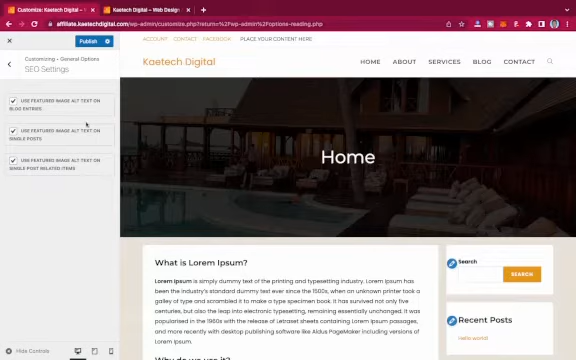 Customize: Kaetech Digital -
Kaetech Digital – Web Design
affiliate.kaetechdigital.com/wp-admin/customize.php?return=%2Fwp-admin%2Foptions-reading.php
Publish
Customizing ▸ General Options
SEO Settings
USE FEATURED IMAGE ALT TEXT ON
BLOG ENTRIES
USE FEATURED IMAGE ALT TEXT ON
SINGLE POSTS
USE FEATURED IMAGE ALT TEXT ON
SINGLE POST RELATED ITEMS
Hide Controls
ACCOUNT CONTACT FACEBOOK PLACE YOUR CONTENT HERE
Kaetech Digital
HOME ABOUT SERVICES BLOG CONTACT
Home
What is Lorem Ipsum?
Lorem Ipsum is simply dummy text of the printing and typesetting industry. Lorem Ipsum has
been the industry's standard dummy text ever since the 1500s, when an unknown printer took a
galley of type and scrambled it to make a type specimen book. It has survived not only five
centuries, but also the leap into electronic typesetting, remaining essentially unchanged. It was
popularised in the 1960s with the release of Letraset sheets containing Lorem Ipsum passages,
and more recently with desktop publishing software like Aldus PageMaker including versions of
Lorem Ipsum.
Why do we use it?
Search
SEARCH
Recent Posts
Hello world!